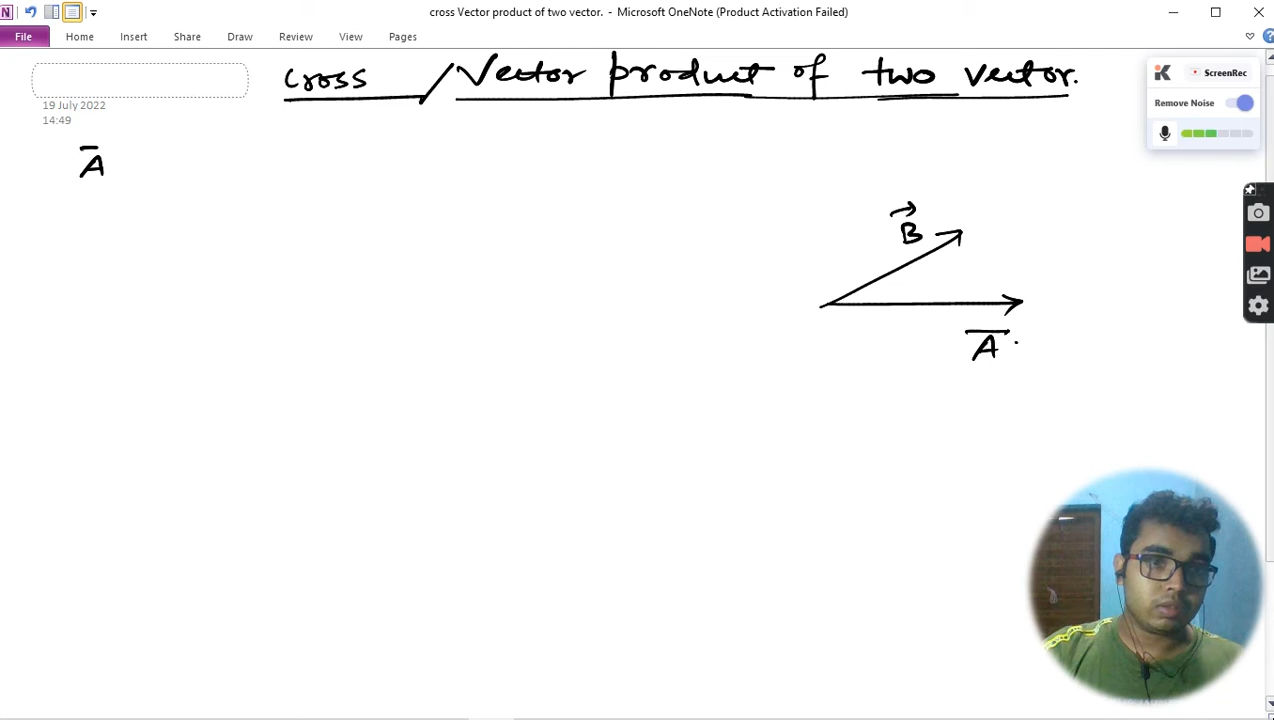 cross Vector product of two vector. - Microsoft OneNote (Product Activation Failed)
File Home Insert Share Draw Review View Pages
cross / Vector product of two vector.
ScreenRec
Remove Noise
19 July 2022
14:49
A
B
A